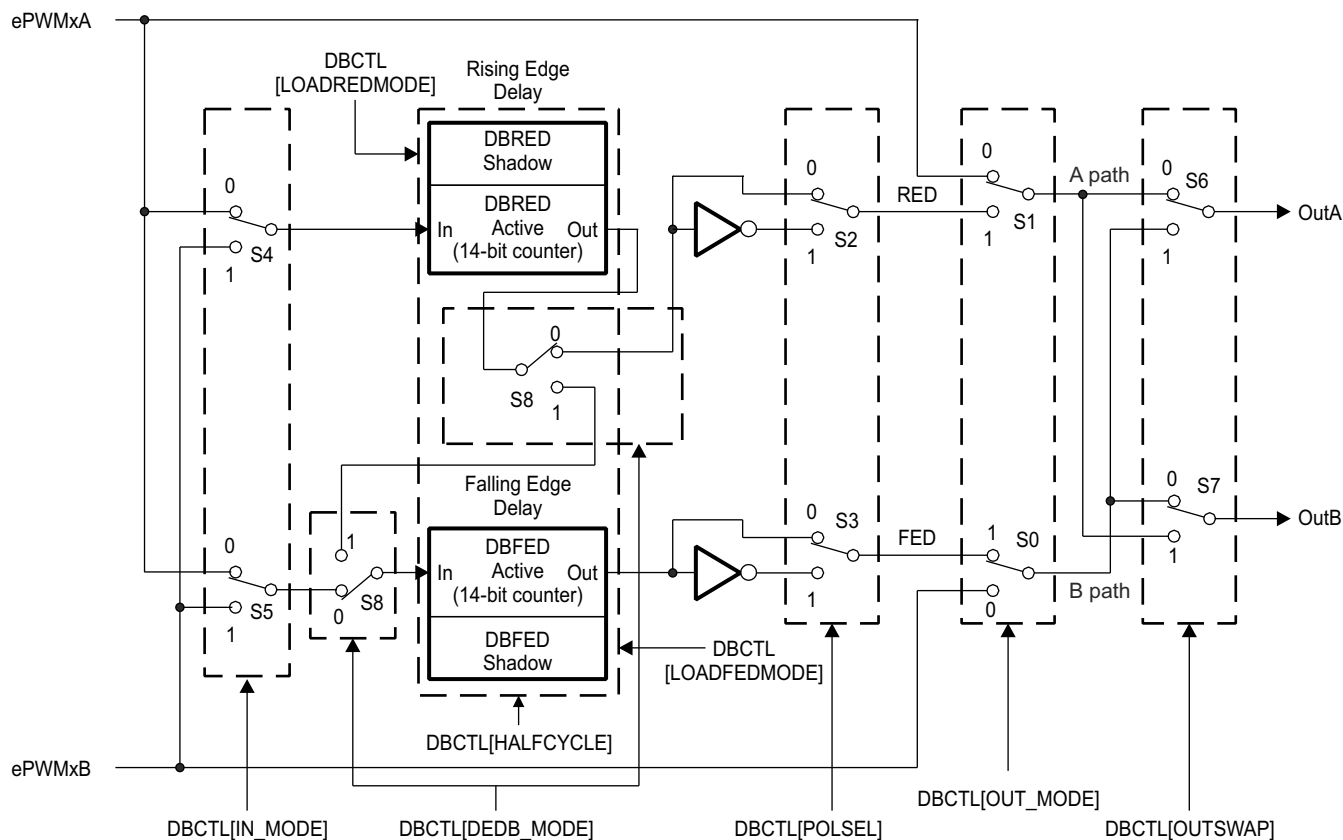 ePWMxA
DBCTL
[LOADREDMODE]
Rising Edge
Delay
DBRED
Shadow
DBRED
Active
(14-bit counter)
In
Out
0
S4
1
0
S2
1
RED
0
S1
1
A path
0
S6
1
OutA
0
S8
1
Falling Edge
Delay
DBFED
Active
(14-bit counter)
In
Out
DBFED
Shadow
0
S5
1
1
S8
0
0
S3
1
FED
1
S0
0
B path
0
S7
1
OutB
DBCTL
[LOADFEDMODE]
DBCTL[HALFCYCLE]
ePWMxB
DBCTL[IN_MODE]
DBCTL[DEDB_MODE]
DBCTL[POLSEL]
DBCTL[OUT_MODE]
DBCTL[OUTSWAP]